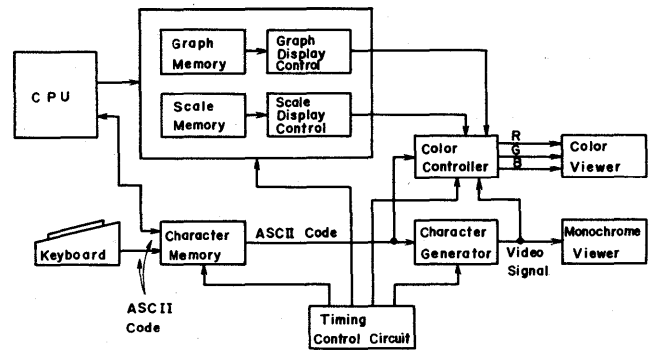 CPU
Graph
Memory
Graph
Display
Control
Scale
Memory
Scale
Display
Control
Color
Controller
R
G
B
Color
Viewer
Keyboard
ASCII
Code
Character
Memory
ASCII Code
Character
Generator
Video
Signal
Monochrome
Viewer
Timing
Control Circuit